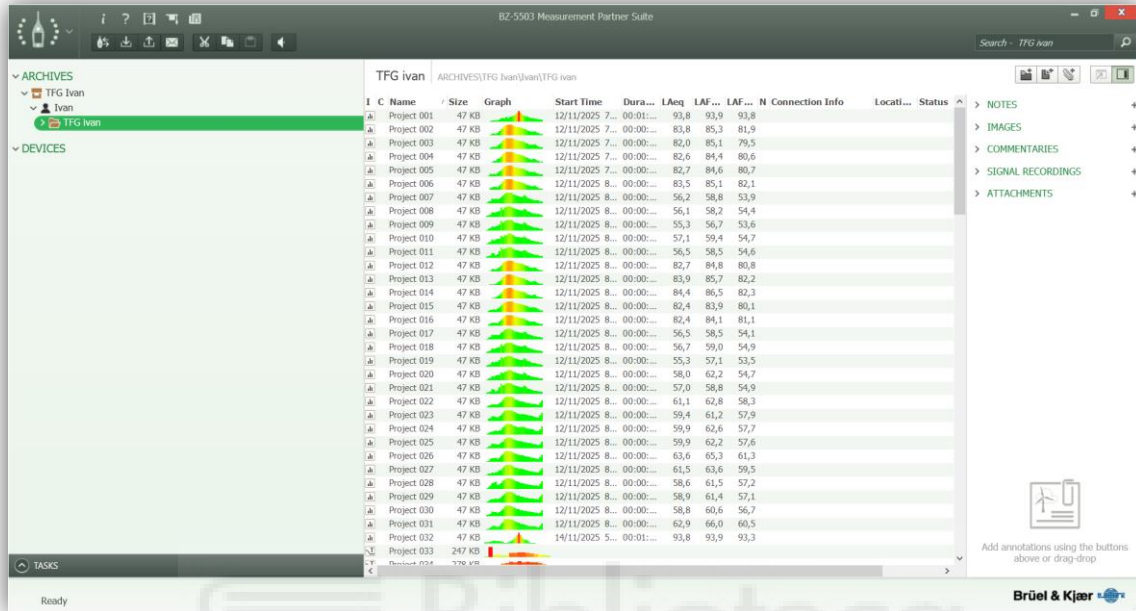 BZ-5503 Measurement Partner Suite
Search - TFG ivan
ARCHIVES
TFG Ivan
Ivan
TFG Ivan
DEVICES
TFG ivan ARCHIVES\TFG Ivan\Ivan\TFG ivan
I C Name Size Graph Start Time Dura... LAeq LAF... LAF... N Connection Info Locati... Status
Project 001 47 KB 12/11/2025 7... 00:01:... 93,8 93,9 93,8
Project 002 47 KB 12/11/2025 7... 00:00:... 83,8 85,3 81,9
Project 003 47 KB 12/11/2025 7... 00:00:... 82,0 85,1 79,5
Project 004 47 KB 12/11/2025 7... 00:00:... 82,6 84,4 80,6
Project 005 47 KB 12/11/2025 7... 00:00:... 82,7 84,6 80,7
Project 006 47 KB 12/11/2025 8... 00:00:... 83,5 85,1 82,1
Project 007 47 KB 12/11/2025 8... 00:00:... 56,2 58,8 53,9
Project 008 47 KB 12/11/2025 8... 00:00:... 56,1 58,2 54,4
Project 009 47 KB 12/11/2025 8... 00:00:... 55,3 56,7 53,6
Project 010 47 KB 12/11/2025 8... 00:00:... 57,1 59,4 54,7
Project 011 47 KB 12/11/2025 8... 00:00:... 56,5 58,5 54,6
Project 012 47 KB 12/11/2025 8... 00:00:... 82,7 84,8 80,8
Project 013 47 KB 12/11/2025 8... 00:00:... 83,9 85,7 82,2
Project 014 47 KB 12/11/2025 8... 00:00:... 84,4 86,5 82,3
Project 015 47 KB 12/11/2025 8... 00:00:... 82,4 83,9 80,1
Project 016 47 KB 12/11/2025 8... 00:00:... 82,4 84,1 81,1
Project 017 47 KB 12/11/2025 8... 00:00:... 56,5 58,5 54,1
Project 018 47 KB 12/11/2025 8... 00:00:... 56,7 59,0 54,9
Project 019 47 KB 12/11/2025 8... 00:00:... 55,3 57,1 53,5
Project 020 47 KB 12/11/2025 8... 00:00:... 58,0 62,2 54,7
Project 021 47 KB 12/11/2025 8... 00:00:... 57,0 58,8 54,9
Project 022 47 KB 12/11/2025 8... 00:00:... 61,1 62,8 58,3
Project 023 47 KB 12/11/2025 8... 00:00:... 59,4 61,2 57,9
Project 024 47 KB 12/11/2025 8... 00:00:... 59,9 62,6 57,7
Project 025 47 KB 12/11/2025 8... 00:00:... 59,9 62,2 57,6
Project 026 47 KB 12/11/2025 8... 00:00:... 63,6 65,3 61,3
Project 027 47 KB 12/11/2025 8... 00:00:... 61,5 63,6 59,5
Project 028 47 KB 12/11/2025 8... 00:00:... 58,6 61,5 57,2
Project 029 47 KB 12/11/2025 8... 00:00:... 58,9 61,4 57,1
Project 030 47 KB 12/11/2025 8... 00:00:... 58,8 60,6 56,7
Project 031 47 KB 12/11/2025 8... 00:00:... 62,9 66,0 60,5
Project 032 47 KB 14/11/2025 5... 00:01:... 93,8 93,9 93,3
Project 033 247 KB
Project 034 278 KB
NOTES
IMAGES
COMMENTARIES
SIGNAL RECORDINGS
ATTACHMENTS
Add annotations using the buttons
above or drag-drop
TASKS
Ready
Brüel & Kjær